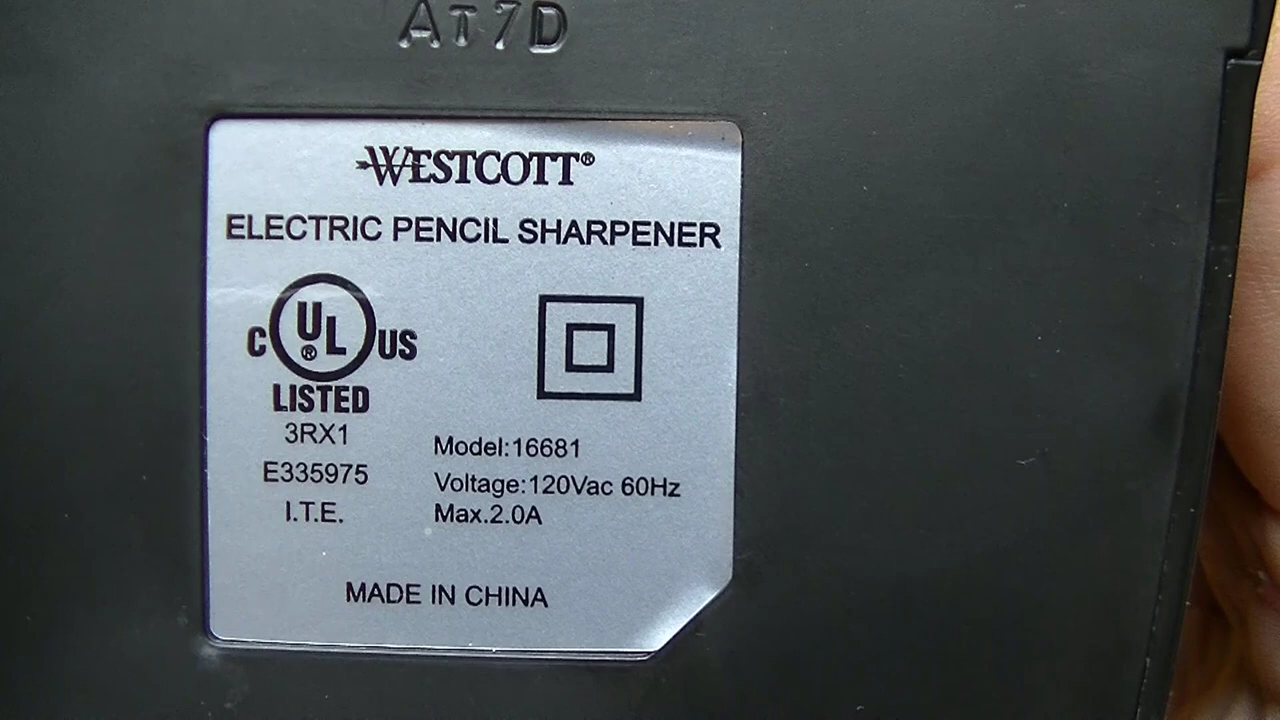 AT7D
WESTCOTT®
ELECTRIC PENCIL SHARPENER
C UL® US
LISTED
3RX1
E335975
I.T.E.
Model:16681
Voltage:120Vac 60Hz
Max.2.0A
MADE IN CHINA